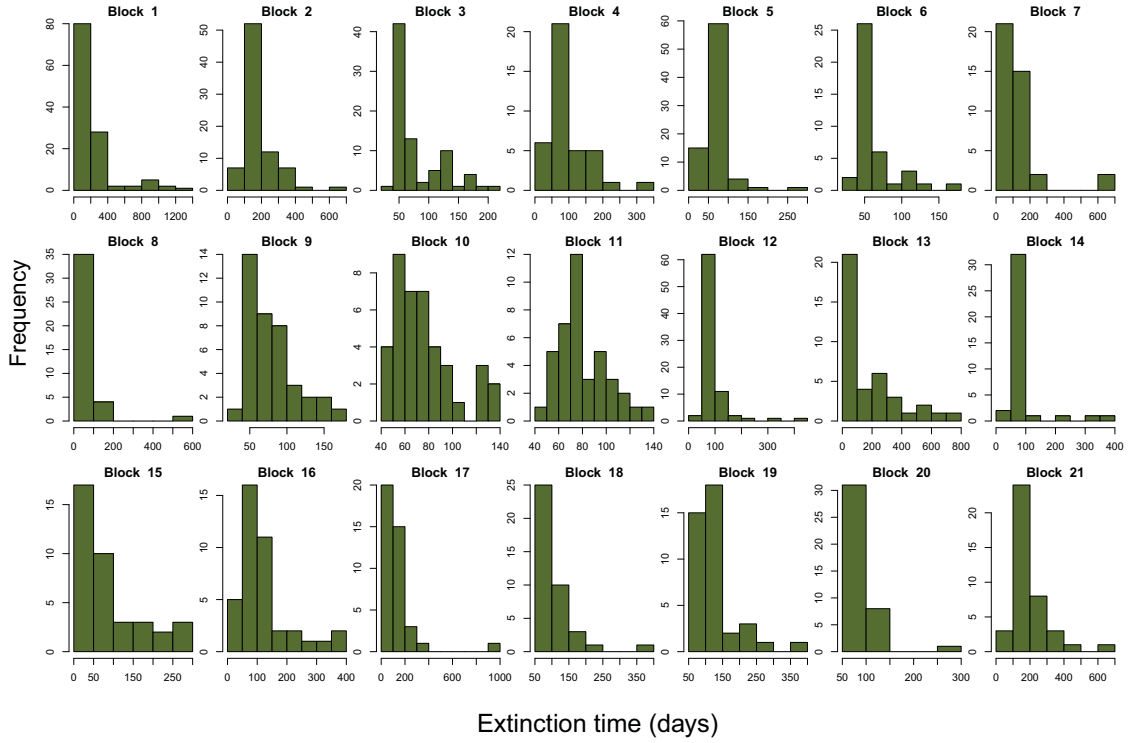 Block 1 Block 2 Block 3 Block 4 Block 5 Block 6 Block 7
0 20 40 60 80
0 400 800 1400
0 10 20 30 40 50
0 200 600
0 10 20 30 40
50 100 150 200
0 5 10 15 20
0 100 200 300
0 10 20 30 40 50 60
0 50 150 250
0 5 10 15 20 25
50 100 150
0 5 10 15 20
0 200 600
Block 8 Block 9 Block 10 Block 11 Block 12 Block 13 Block 14
0 5 10 15 20 25 30 35
0 200 400 600
0 2 4 6 8 10 12 14
50 100 150
0 2 4 6 8
40 60 80 100 140
0 2 4 6 8 10 12
40 60 80 100 140
0 10 20 30 40 50 60
0 100 300
0 5 10 15 20
0 200 400 600 800
0 5 10 15 20 25 30
0 100 200 300 400
Block 15 Block 16 Block 17 Block 18 Block 19 Block 20 Block 21
0 5 10 15
0 50 150 250
0 5 10 15
0 100 200 300 400
0 5 10 15 20
0 200 600 1000
0 5 10 15 20 25
50 150 250 350
0 5 10 15
50 150 250 350
0 5 10 15 20 25 30
50 100 200 300
0 5 10 15 20
0 200 400 600
Frequency
Extinction time (days)